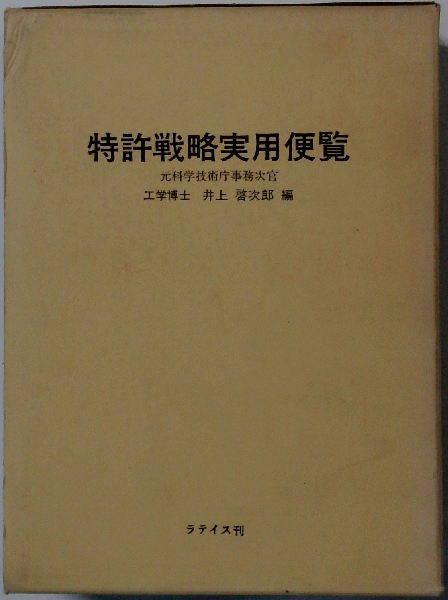 特許戦略実用便覧
元科学技術庁事務次官
工学博士 井上 啓次郎 編
ラテイス刊